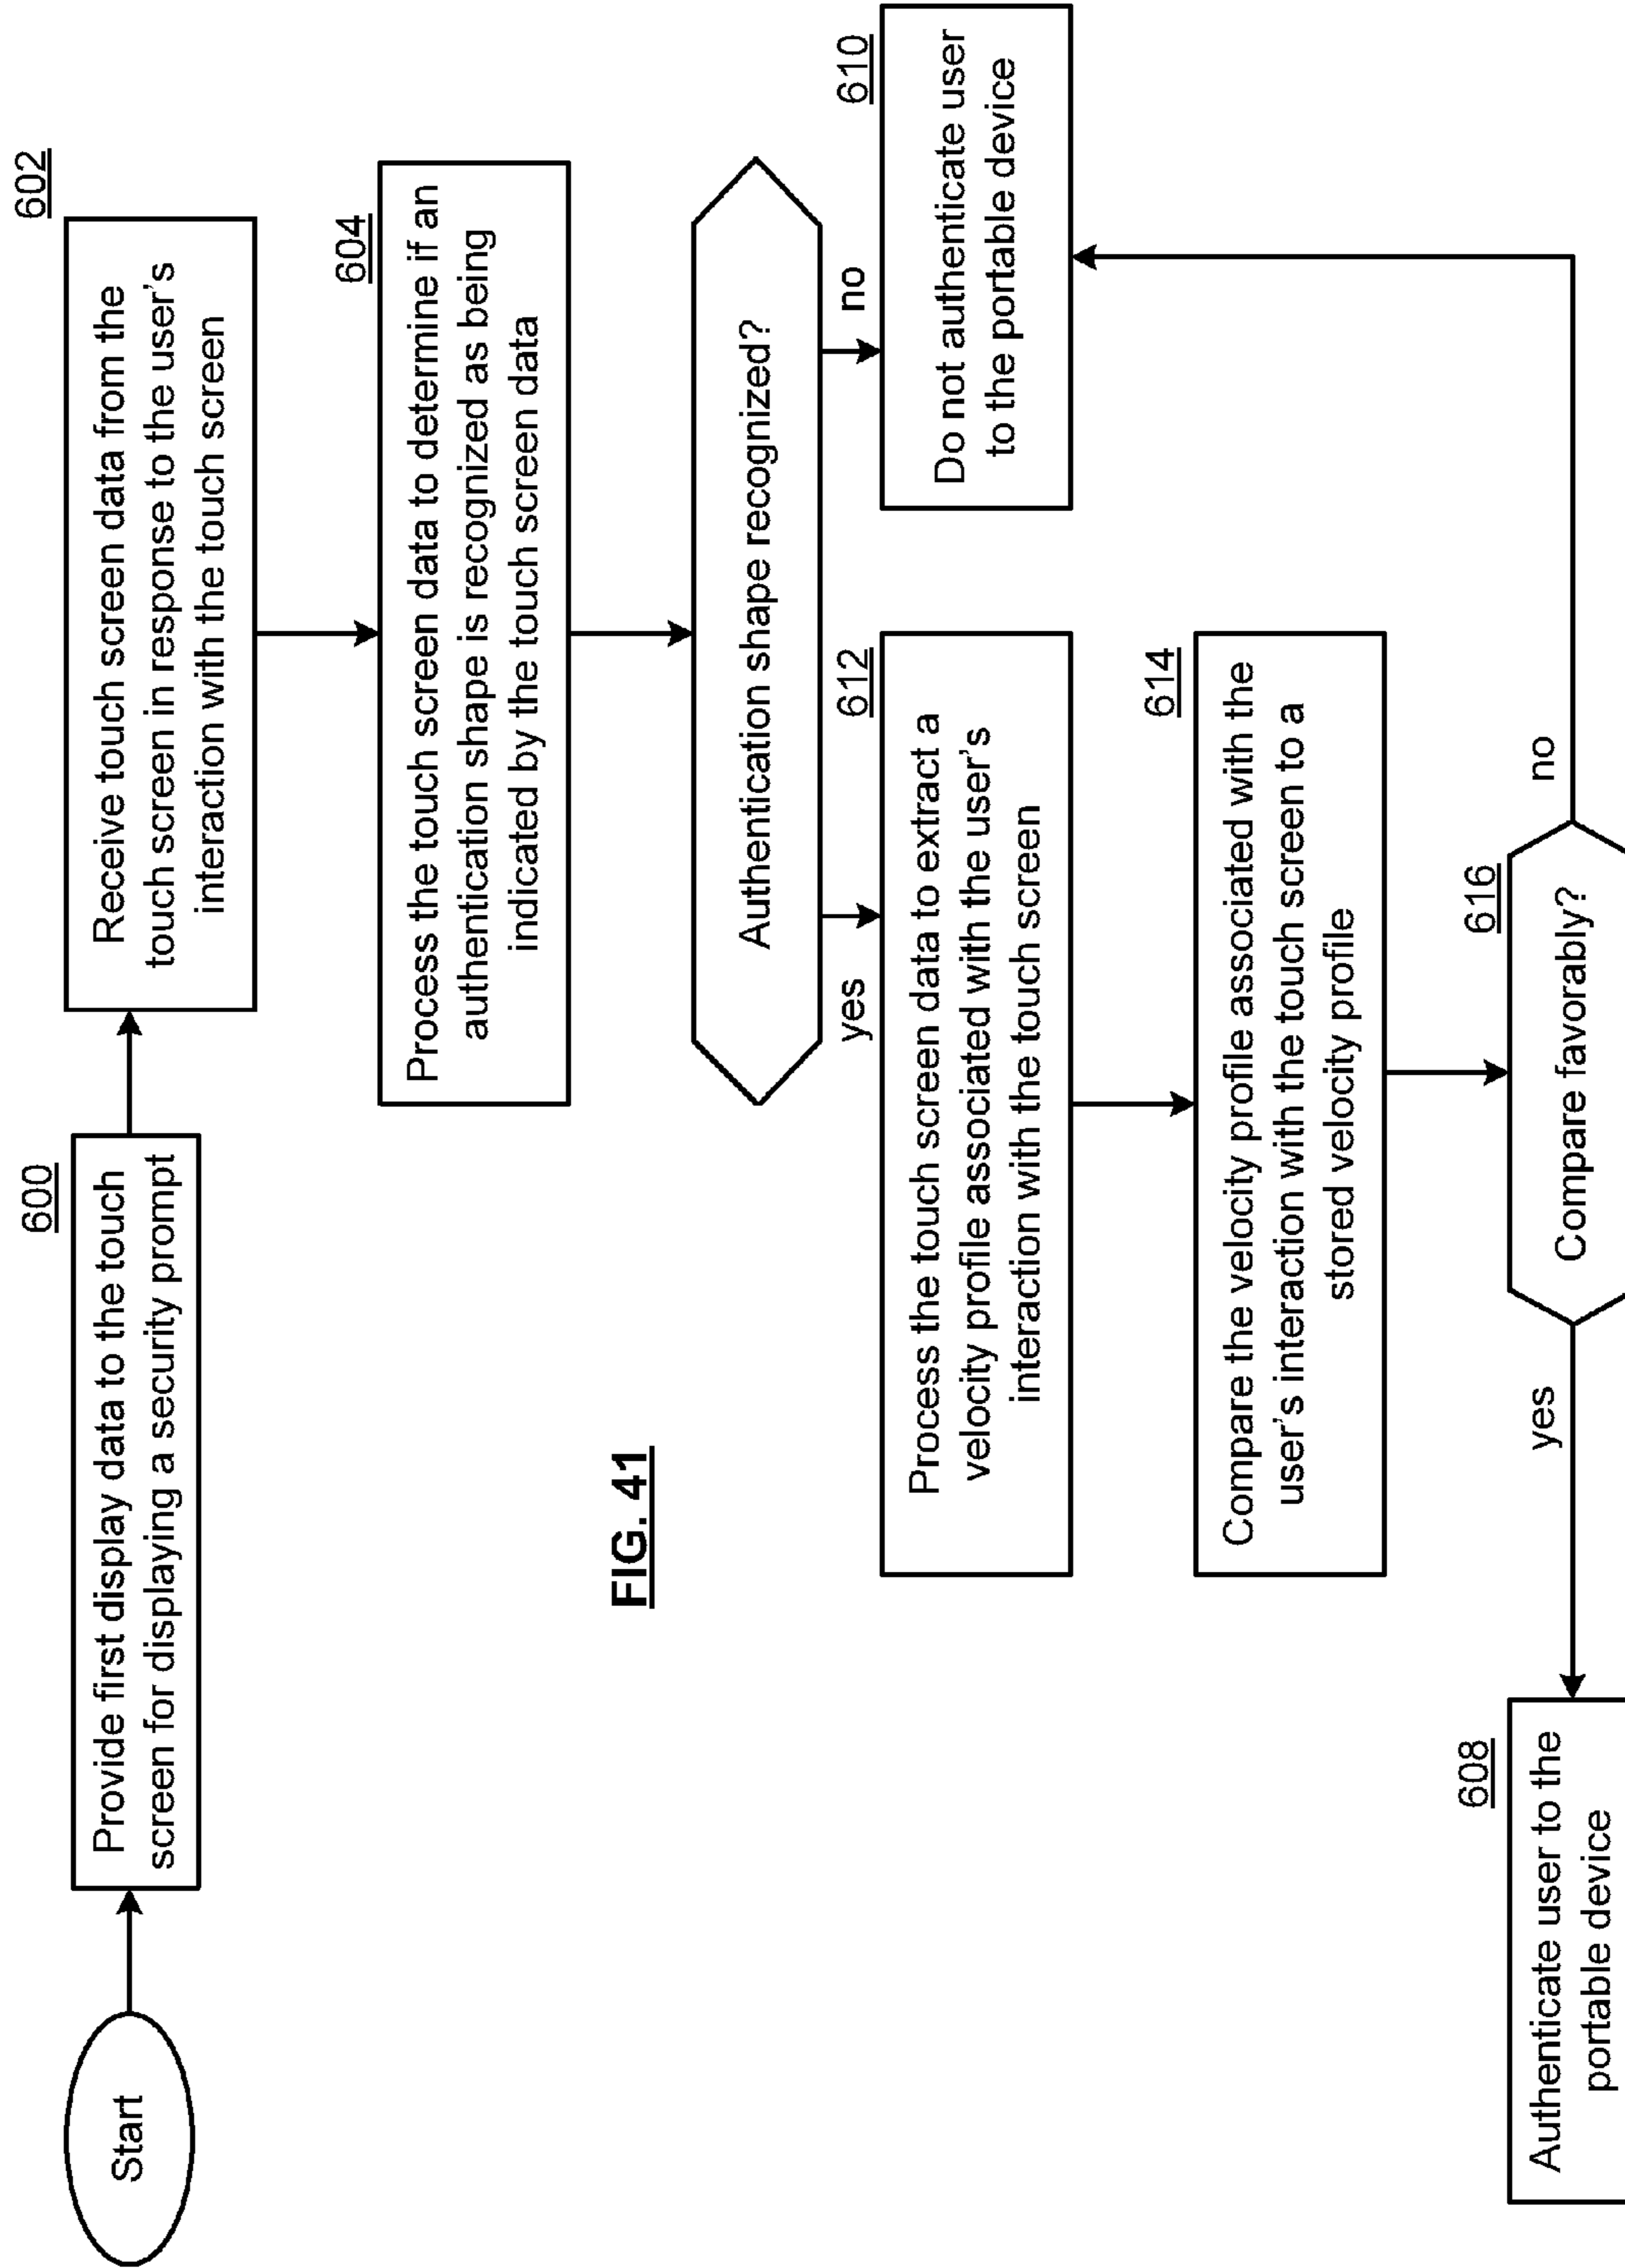 Start
600
Provide first display data to the touch
screen for displaying a security prompt
602
Receive touch screen data from the
touch screen in response to the user's
interaction with the touch screen
604
Process the touch screen data to determine if an
authentication shape is recognized as being
indicated by the touch screen data
Authentication shape recognized?
yes
no
610
Do not authenticate user
to the portable device
FIG. 41
612
Process the touch screen data to extract a
velocity profile associated with the user's
interaction with the touch screen
614
Compare the velocity profile associated with the
user's interaction with the touch screen to a
stored velocity profile
616
Compare favorably?
yes
no
608
Authenticate user to the
portable device